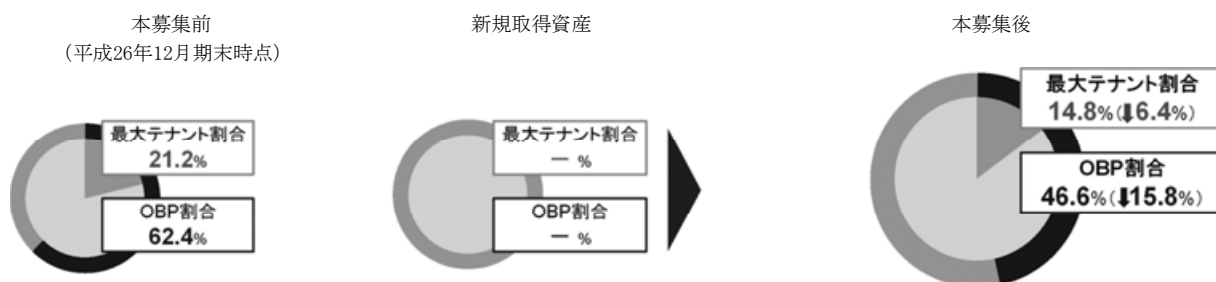 本募集前
(平成26年12月期末時点)
最大テナント割合
21.2%
OBP割合
62.4%
新規取得資産
最大テナント割合
― %
OBP割合
― %
本募集後
最大テナント割合
14.8%(⬇6.4%)
OBP割合
46.6%(⬇15.8%)